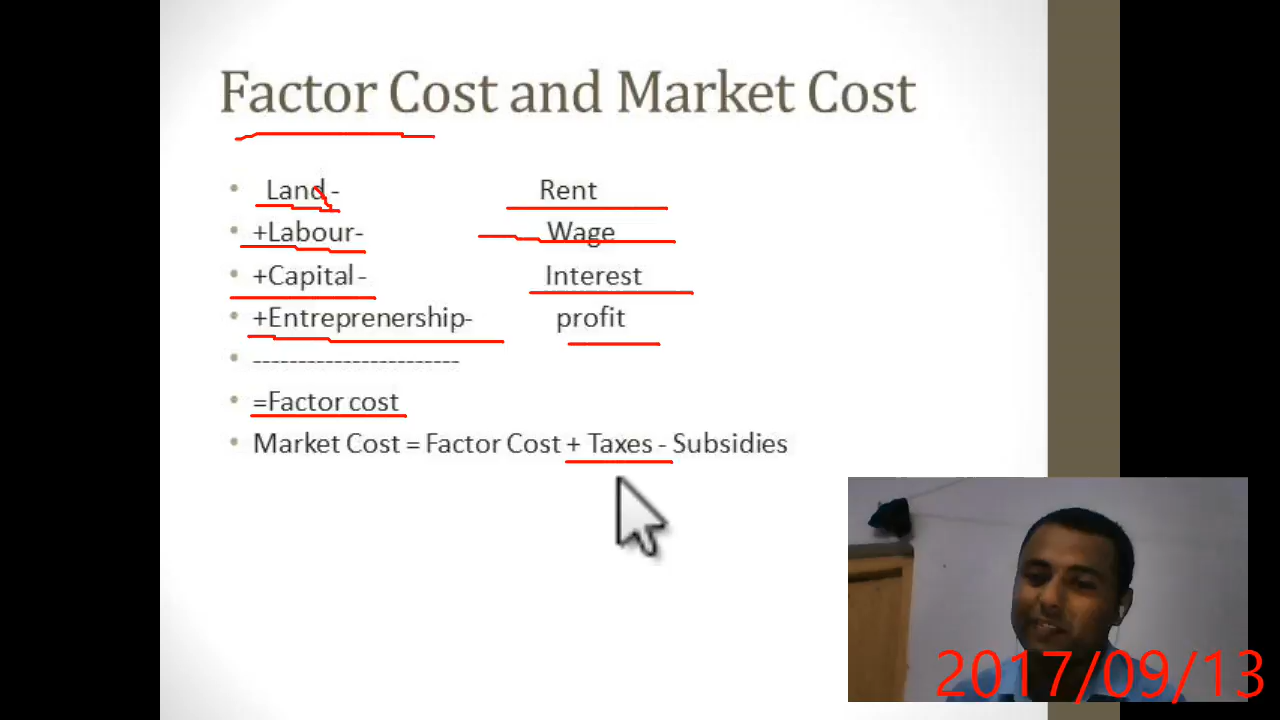 Factor Cost and Market Cost
• Land - Rent
• +Labour- Wage
• +Capital - Interest
• +Entreprenership- profit
• -----------------------
• =Factor cost
• Market Cost = Factor Cost + Taxes - Subsidies
2017/09/13